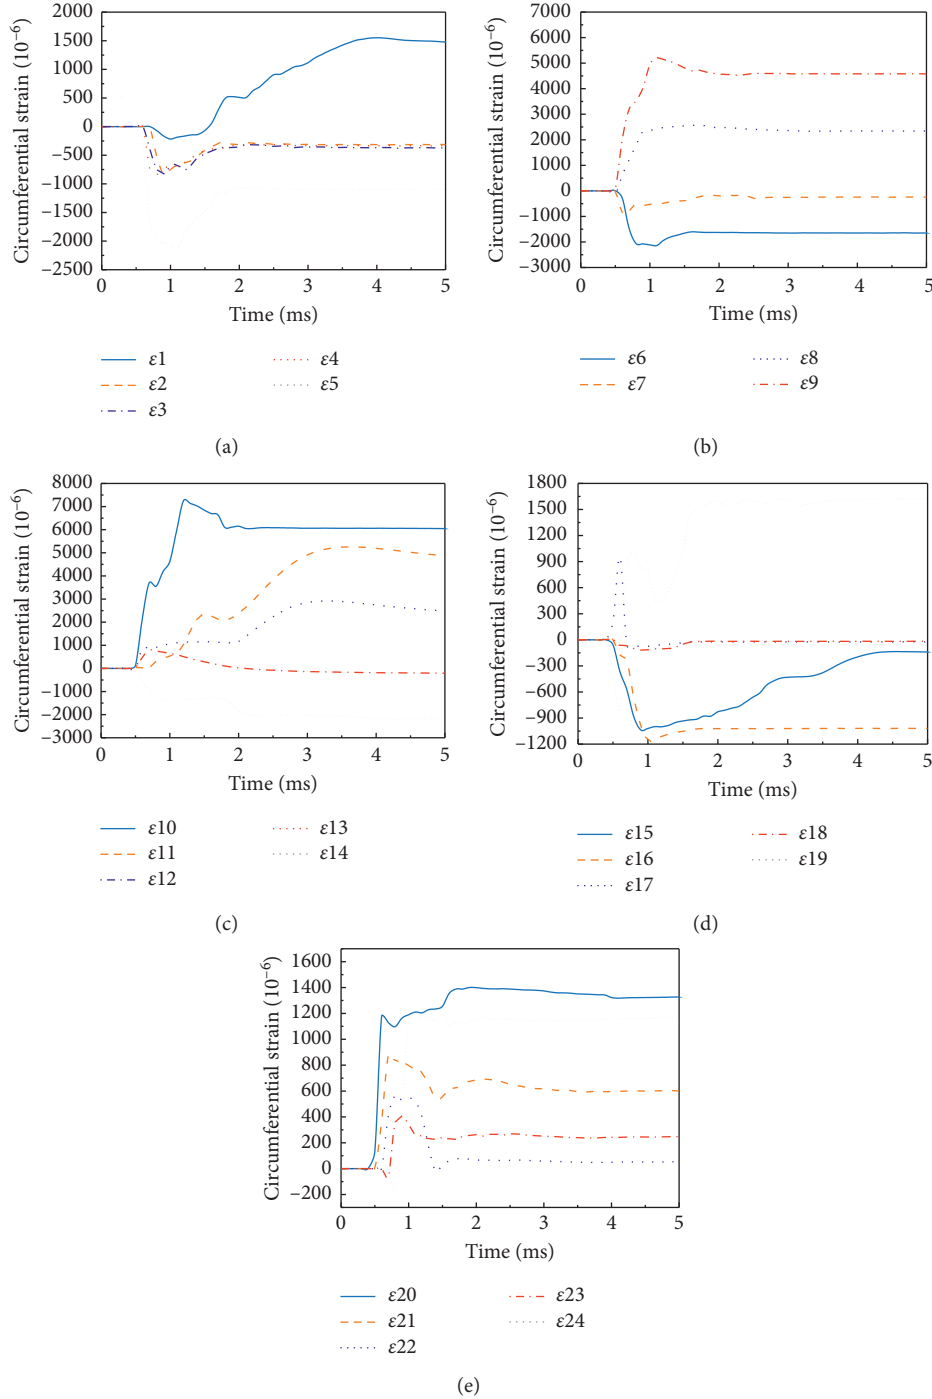 Circumferential strain (10⁻⁶)
1500
1000
500
0
−500
−1000
−1500
−2000
−2500
0 1 2 3 4 5
Time (ms)
ε1 ε4
ε2 ε5
ε3
(a)
Circumferential strain (10⁻⁶)
7000
6000
5000
4000
3000
2000
1000
0
−1000
−2000
−3000
0 1 2 3 4 5
Time (ms)
ε6 ε8
ε7 ε9
(b)
Circumferential strain (10⁻⁶)
8000
7000
6000
5000
4000
3000
2000
1000
0
−1000
−2000
−3000
0 1 2 3 4 5
Time (ms)
ε10 ε13
ε11 ε14
ε12
(c)
Circumferential strain (10⁻⁶)
1800
1500
1200
900
600
300
0
−300
−600
−900
−1200
0 1 2 3 4 5
Time (ms)
ε15 ε18
ε16 ε19
ε17
(d)
Circumferential strain (10⁻⁶)
1600
1400
1200
1000
800
600
400
200
0
−200
0 1 2 3 4 5
Time (ms)
ε20 ε23
ε21 ε24
ε22
(e)